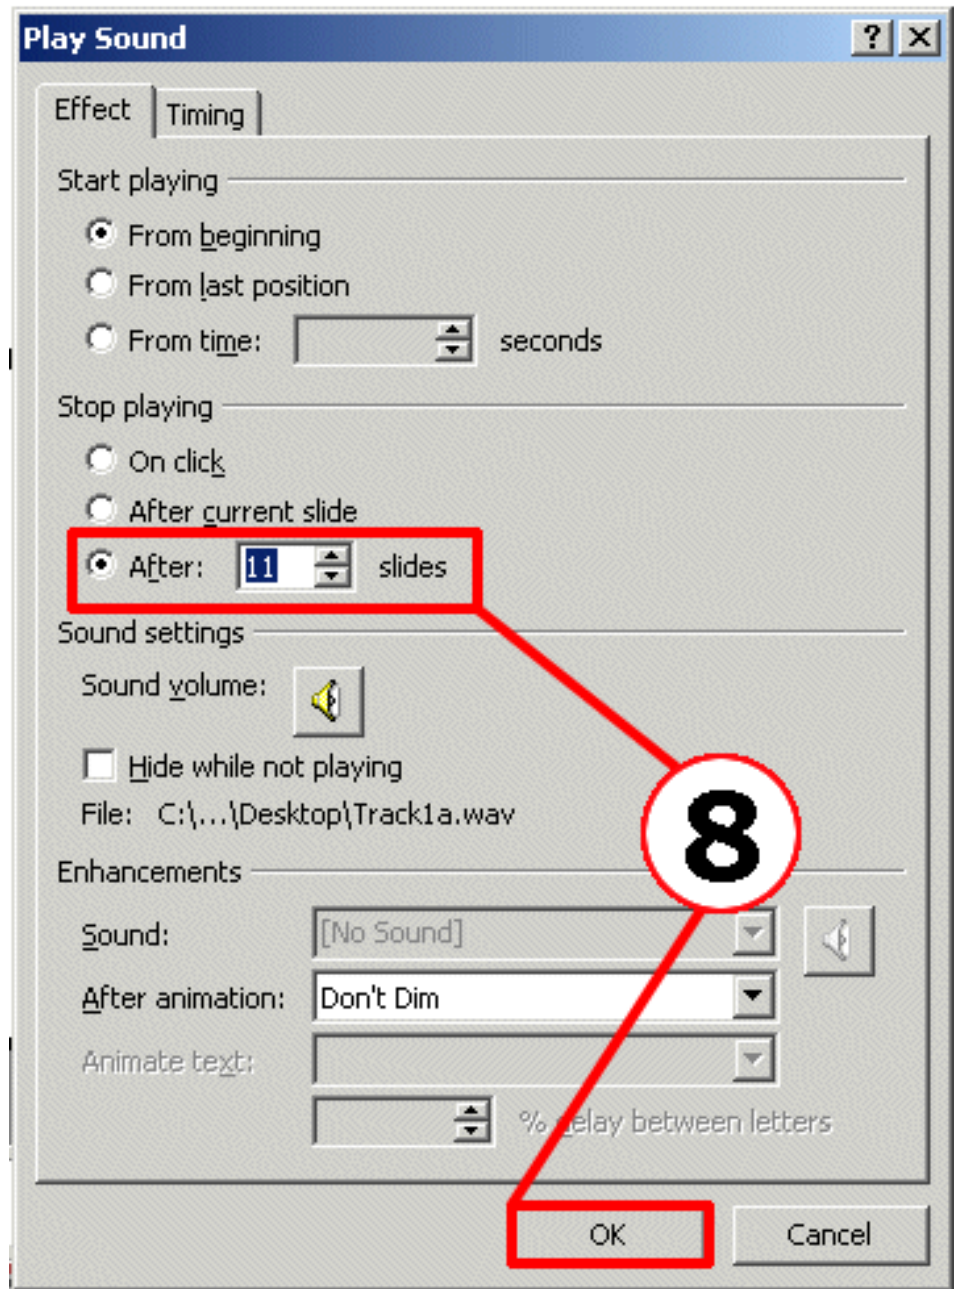 Play Sound ? X
Effect Timing
Start playing
From beginning
From last position
From time: seconds
Stop playing
On click
After current slide
After: 11 slides
Sound settings
Sound volume:
Hide while not playing
File: C:\...\Desktop\Track1a.wav
8
Enhancements
Sound: [No Sound]
After animation: Don't Dim
Animate text:
% delay between letters
OK Cancel